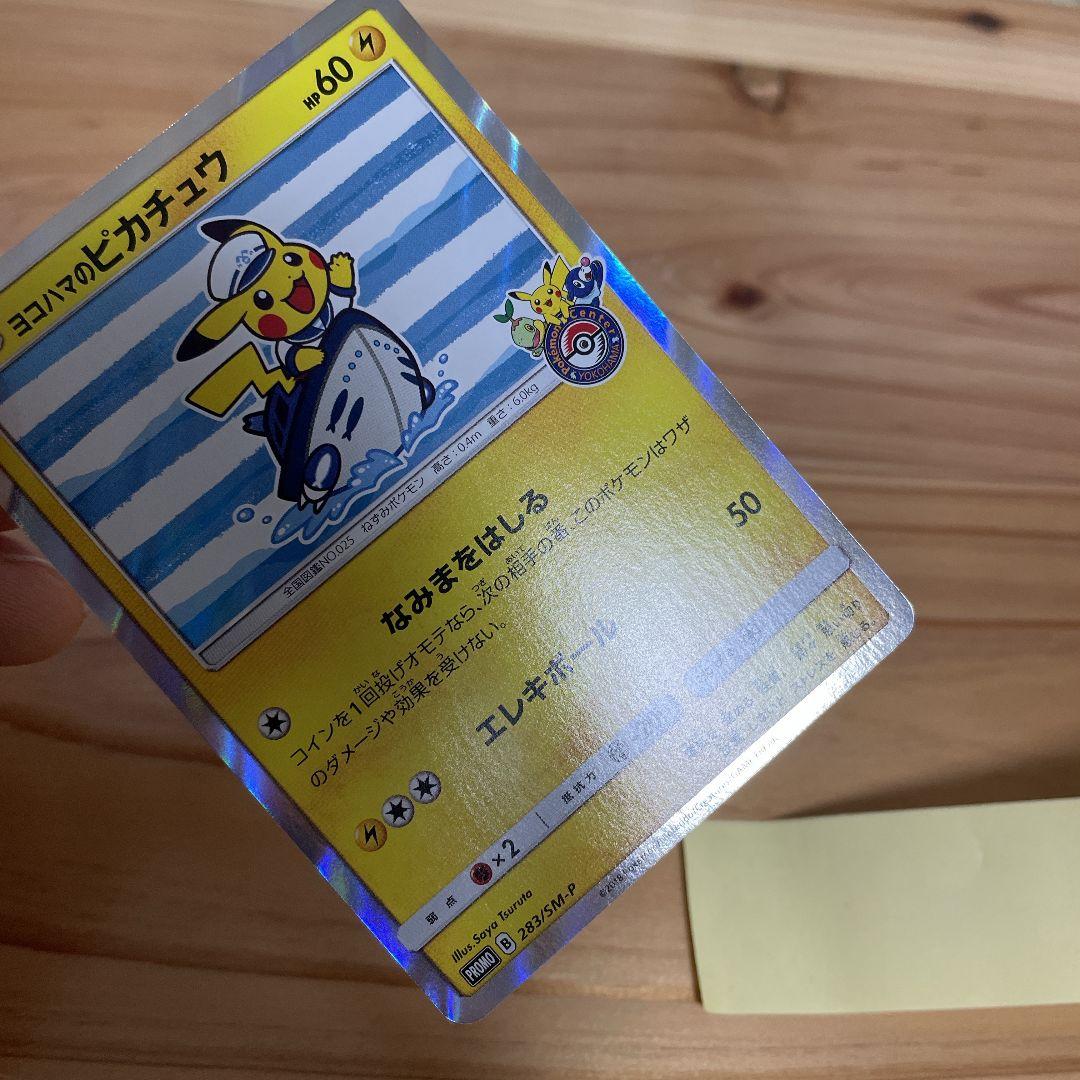 ヨコハマのピカチュウ
HP60
Pokémon Center
YOKOHAMA
全国図鑑NO.025 ねずみポケモン 高さ:0.4m 重さ:6.0kg
なみまをはしる
コインを1回投げオモテなら、次の相手の番、このポケモンはワザ
のダメージや効果を受けない。
エレキボール 50
弱点 ×2 抵抗力 -20
Illus.Saya Tsuruta
PROMO B 283/SM-P
©2018